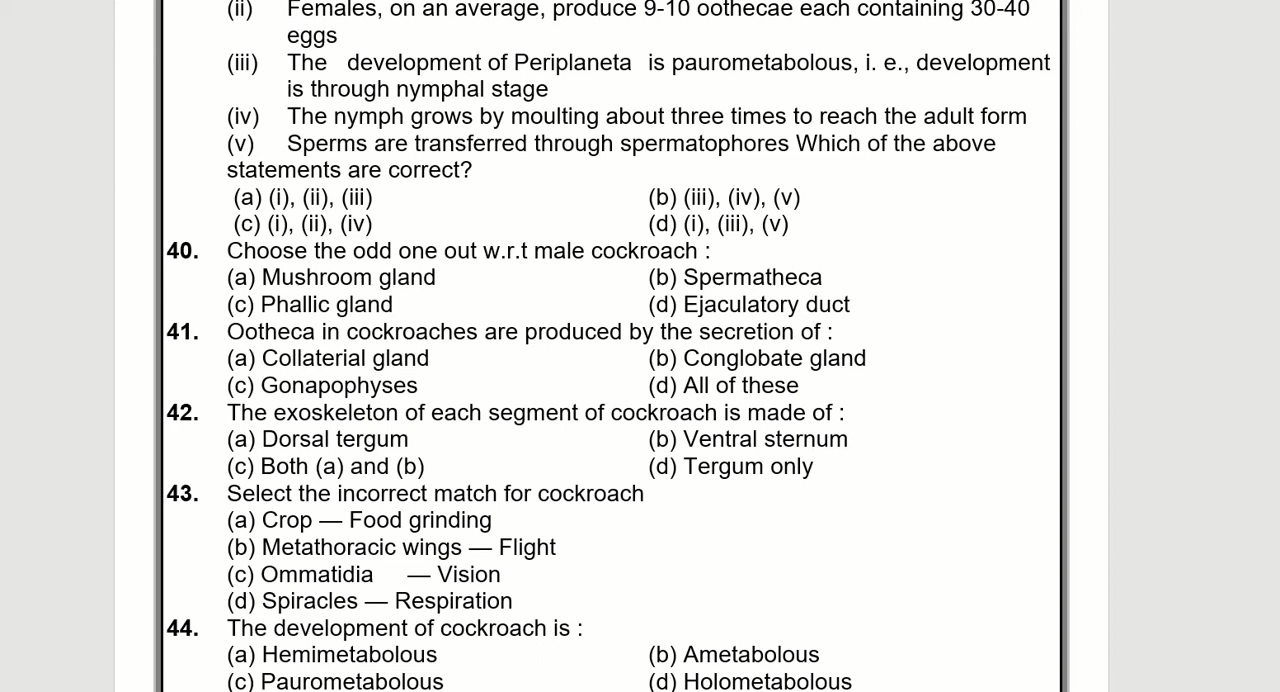 (ii) Females, on an average, produce 9-10 oothecae each containing 30-40
eggs
(iii) The development of Periplaneta is paurometabolous, i. e., development
is through nymphal stage
(iv) The nymph grows by moulting about three times to reach the adult form
(v) Sperms are transferred through spermatophores Which of the above
statements are correct?
(a) (i), (ii), (iii) (b) (iii), (iv), (v)
(c) (i), (ii), (iv) (d) (i), (iii), (v)
40. Choose the odd one out w.r.t male cockroach :
(a) Mushroom gland (b) Spermatheca
(c) Phallic gland (d) Ejaculatory duct
41. Ootheca in cockroaches are produced by the secretion of :
(a) Collaterial gland (b) Conglobate gland
(c) Gonapophyses (d) All of these
42. The exoskeleton of each segment of cockroach is made of :
(a) Dorsal tergum (b) Ventral sternum
(c) Both (a) and (b) (d) Tergum only
43. Select the incorrect match for cockroach
(a) Crop — Food grinding
(b) Metathoracic wings — Flight
(c) Ommatidia — Vision
(d) Spiracles — Respiration
44. The development of cockroach is :
(a) Hemimetabolous (b) Ametabolous
(c) Paurometabolous (d) Holometabolous